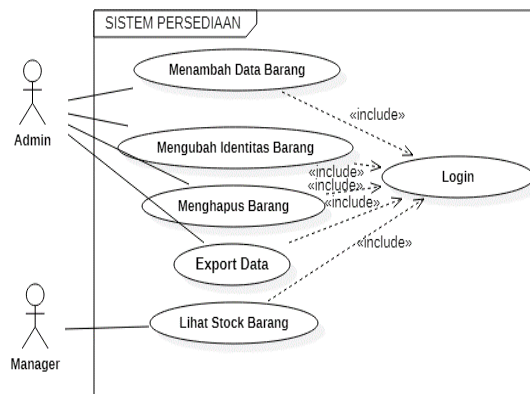 SISTEM PERSEDIAAN
Menambah Data Barang
«include»
Admin
Mengubah Identitas Barang
«include»
Login
«include»
Menghapus Barang
«include»
«include»
Export Data
Lihat Stock Barang
Manager